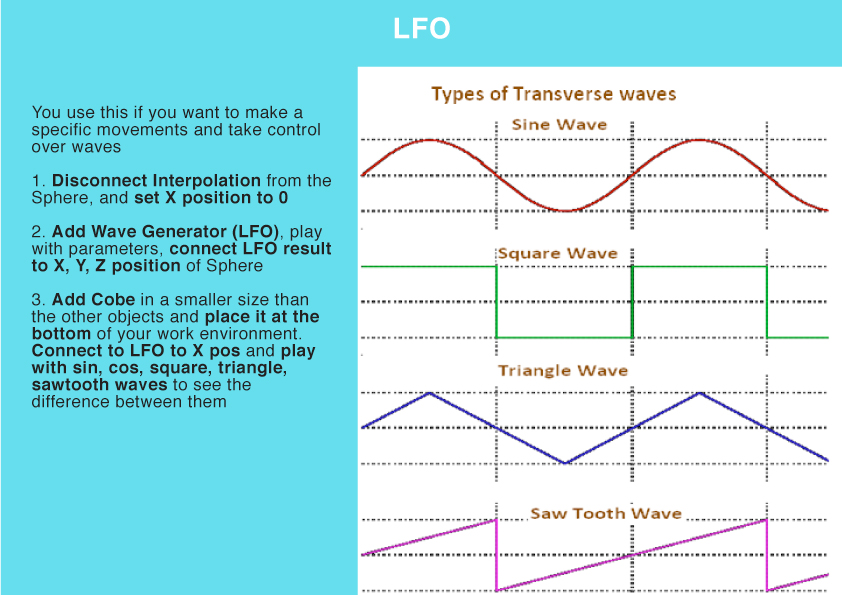 LFO
You use this if you want to make a
specific movements and take control
over waves
1. Disconnect Interpolation from the
Sphere, and set X position to 0
2. Add Wave Generator (LFO), play
with parameters, connect LFO result
to X, Y, Z position of Sphere
3. Add Cobe in a smaller size than
the other objects and place it at the
bottom of your work environment.
Connect to LFO to X pos and play
with sin, cos, square, triangle,
sawtooth waves to see the
difference between them
Types of Transverse waves
Sine Wave
Square Wave
Triangle Wave
Saw Tooth Wave